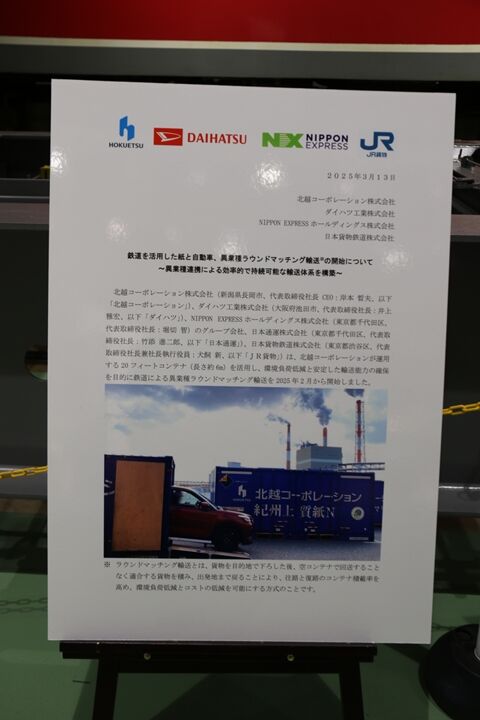 HOKUETSU
DAIHATSU
NX NIPPON EXPRESS
JR JR貨物
2025年3月13日
北越コーポレーション株式会社
ダイハツ工業株式会社
NIPPON EXPRESSホールディングス株式会社
日本貨物鉄道株式会社
鉄道を活用した紙と自動車、異業種ラウンドマッチング輸送※の開始について
～異業種連携による効率的で持続可能な輸送体系を構築～
北越コーポレーション株式会社（新潟県長岡市、代表取締役社長 CEO：岸本 哲夫、以下
「北越コーポレーション」）、ダイハツ工業株式会社（大阪府池田市、代表取締役社長：井上
雅宏、以下「ダイハツ」）、NIPPON EXPRESSホールディングス株式会社（東京都千代田区、
代表取締役社長：堀切 智）のグループ会社、日本通運株式会社（東京都千代田区、代表取締
役社長：竹添 進二郎、以下「日本通運」）、日本貨物鉄道株式会社（東京都渋谷区、代表
取締役社長兼社長執行役員：犬飼 新、以下「JR貨物」）は、北越コーポレーションが運用
する20フィートコンテナ（長さ約6m）を活用し、環境負荷低減と安定した輸送能力の確保
を目的に鉄道による異業種ラウンドマッチング輸送を2025年2月から開始しました。
HOKUETSU
北越コーポレーション
紀州上質紙N
※ ラウンドマッチング輸送とは、貨物を目的地で下ろした後、空コンテナで回送すること
なく適合する貨物を積み、出発地まで戻ることにより、往路と復路のコンテナ積載率を
高め、環境負荷低減とコストの低減を可能にする方式のことです。